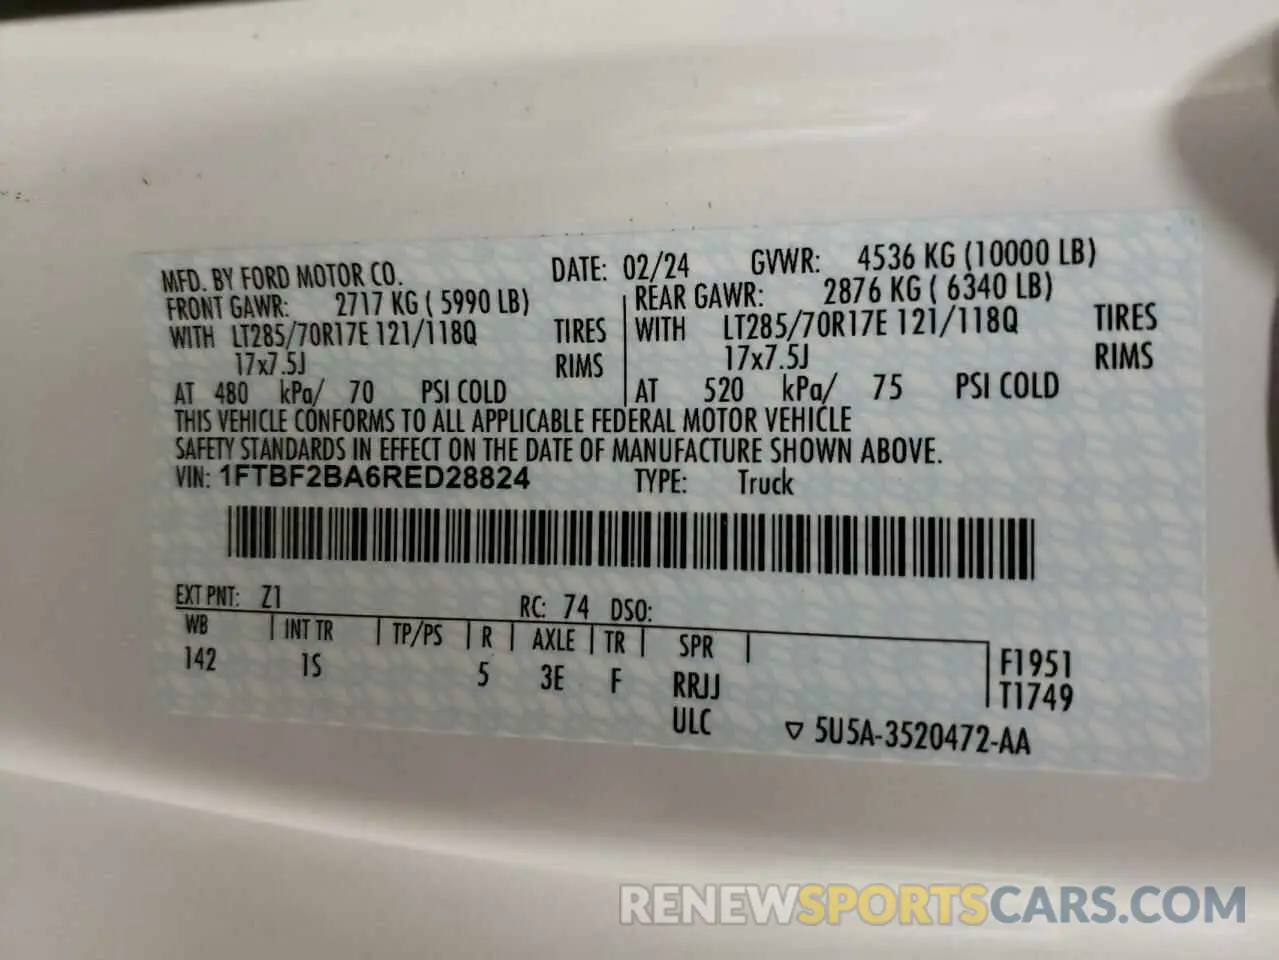 MFD. BY FORD MOTOR CO. DATE: 02/24 GVWR: 4536 KG (10000 LB)
FRONT GAWR: 2717 KG ( 5990 LB) REAR GAWR: 2876 KG ( 6340 LB)
WITH LT285/70R17E 121/118Q TIRES WITH LT285/70R17E 121/118Q TIRES
17x7.5J RIMS 17x7.5J RIMS
AT 480 kPa/ 70 PSI COLD AT 520 kPa/ 75 PSI COLD
THIS VEHICLE CONFORMS TO ALL APPLICABLE FEDERAL MOTOR VEHICLE
SAFETY STANDARDS IN EFFECT ON THE DATE OF MANUFACTURE SHOWN ABOVE.
VIN: 1FTBF2BA6RED28824 TYPE: Truck
EXT PNT: Z1 RC: 74 DSO:
WB INT TR TP/PS R AXLE TR SPR
142 1S 5 3E F RRJJ F1951
T1749
ULC 5U5A-3520472-AA
RENEWSPORTSCARS.COM